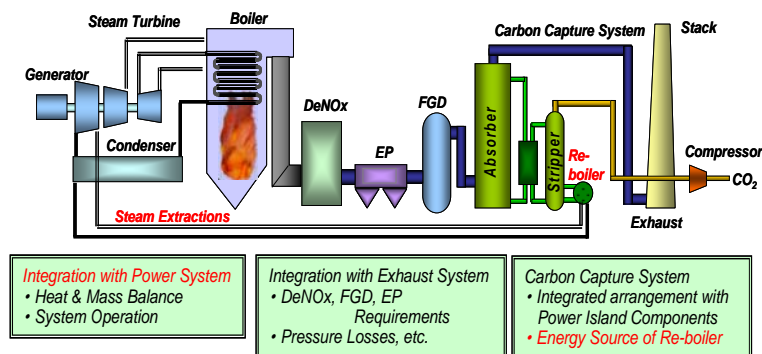 Steam Turbine
Boiler
Carbon Capture System
Stack
Generator
DeNOx
FGD
Absorber
Condenser
EP
Stripper
Re-
boiler
Compressor
CO2
Steam Extractions
Exhaust
Integration with Power System
• Heat & Mass Balance
• System Operation
Integration with Exhaust System
• DeNOx, FGD, EP
Requirements
• Pressure Losses, etc.
Carbon Capture System
• Integrated arrangement with
Power Island Components
• Energy Source of Re-boiler